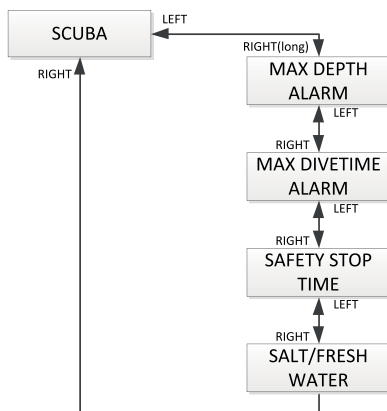 SCUBA
LEFT
RIGHT(long)
RIGHT
MAX DEPTH
ALARM
LEFT
RIGHT
MAX DIVETIME
ALARM
LEFT
RIGHT
SAFETY STOP
TIME
LEFT
RIGHT
SALT/FRESH
WATER